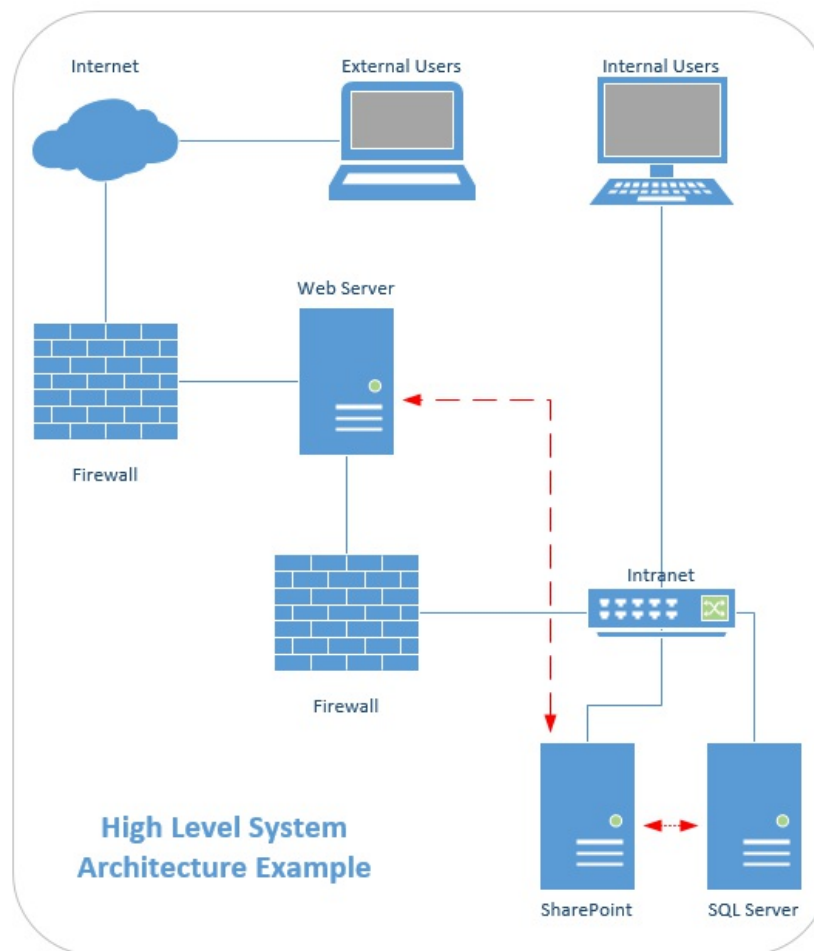 Internet
External Users
Internal Users
Web Server
Firewall
Intranet
Firewall
High Level System
Architecture Example
SharePoint
SQL Server